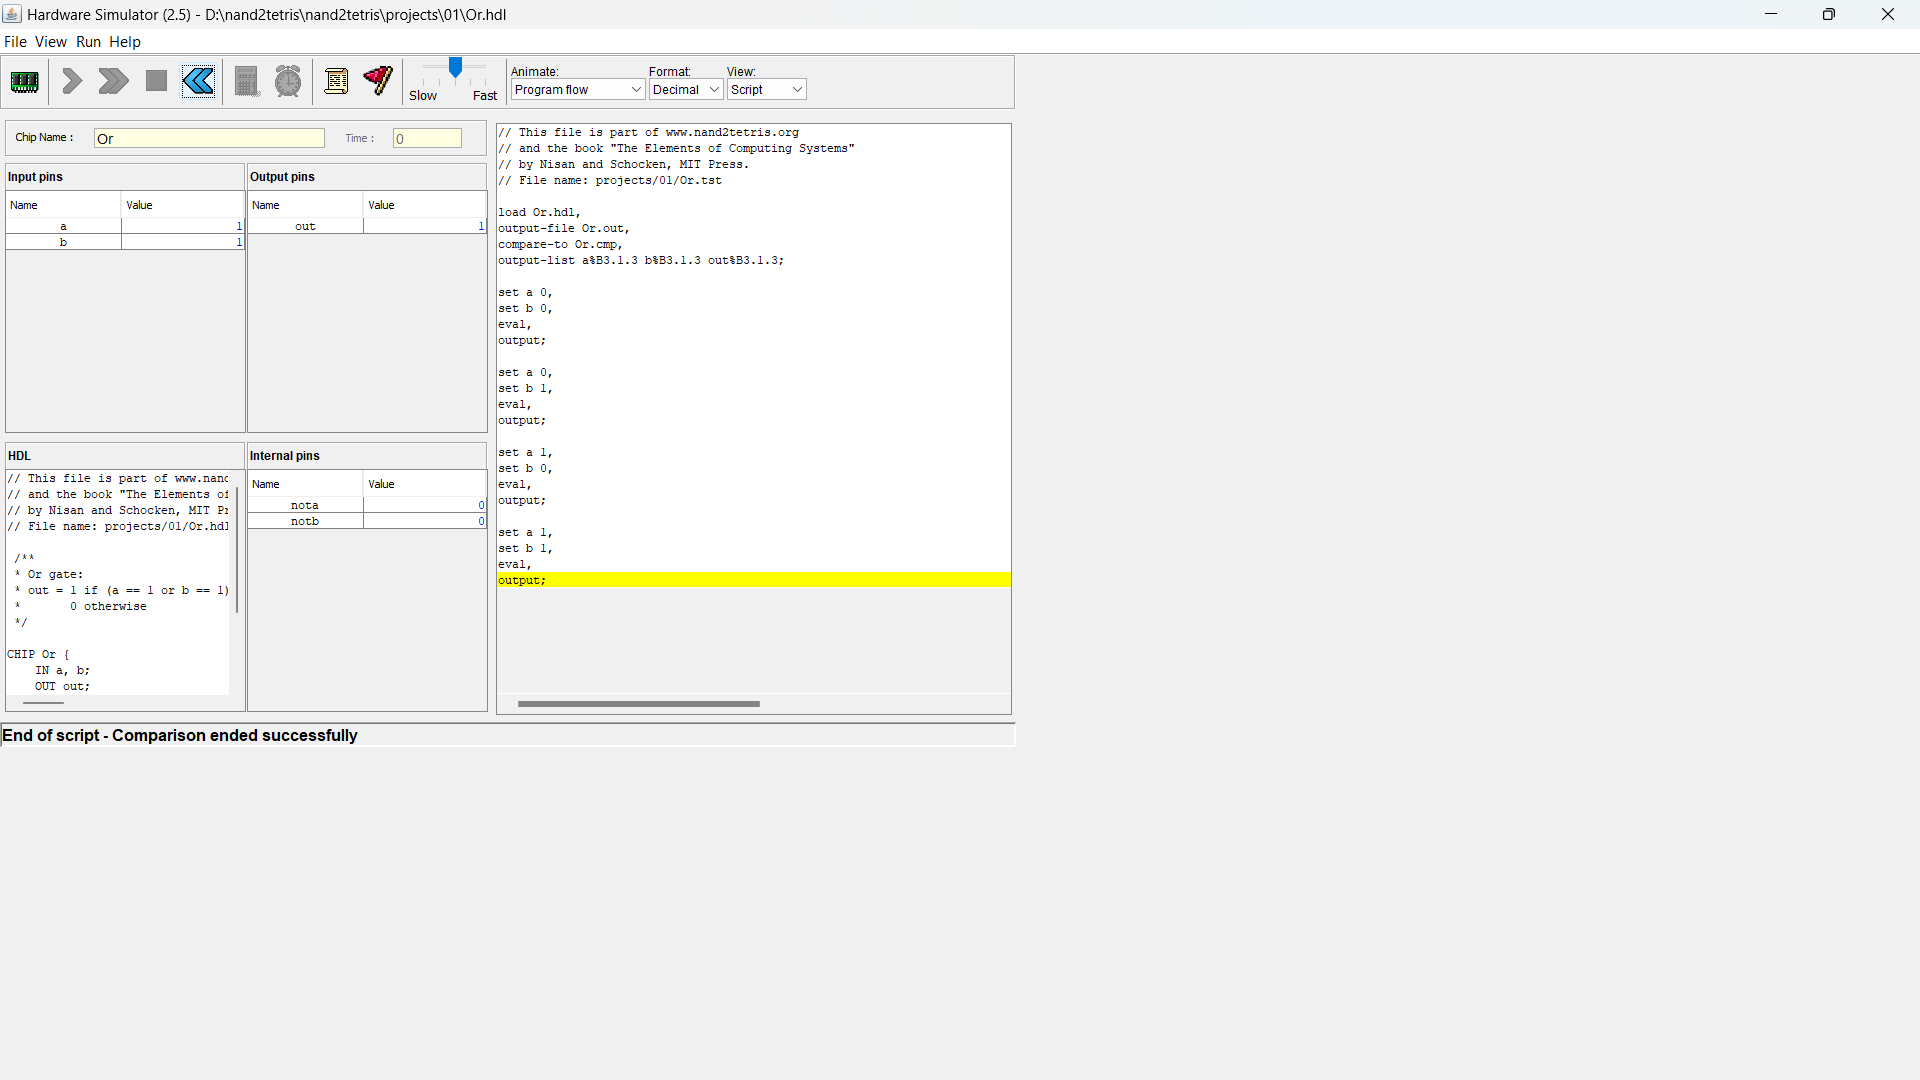 Hardware Simulator (2.5) - D:\nand2tetris\nand2tetris\projects\01\Or.hdl
File View Run Help
Slow Fast
Animate: Format: View:
Program flow Decimal Script
Chip Name : Or Time : 0
Input pins
Name Value
a 1
b 1
Output pins
Name Value
out 1
HDL
// This file is part of www.nand
// and the book "The Elements of
// by Nisan and Schocken, MIT Pr
// File name: projects/01/Or.hdl
/**
* Or gate:
* out = 1 if (a == 1 or b == 1)
* 0 otherwise
*/
CHIP Or {
IN a, b;
OUT out;
Internal pins
Name Value
nota 0
notb 0
// This file is part of www.nand2tetris.org
// and the book "The Elements of Computing Systems"
// by Nisan and Schocken, MIT Press.
// File name: projects/01/Or.tst
load Or.hdl,
output-file Or.out,
compare-to Or.cmp,
output-list a%B3.1.3 b%B3.1.3 out%B3.1.3;
set a 0,
set b 0,
eval,
output;
set a 0,
set b 1,
eval,
output;
set a 1,
set b 0,
eval,
output;
set a 1,
set b 1,
eval,
output;
End of script - Comparison ended successfully